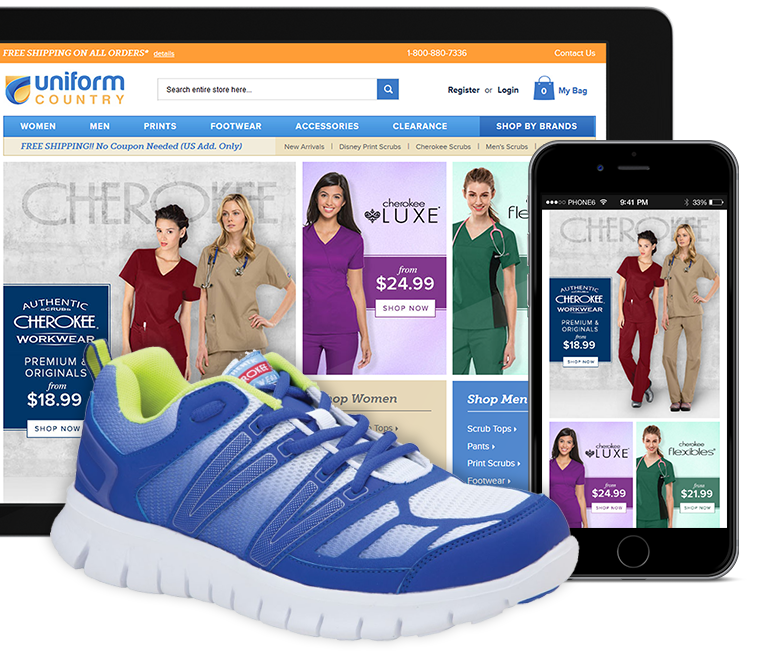 FREE SHIPPING ON ALL ORDERS* details 1-800-880-7336 Contact Us
uniform
COUNTRY
Search entire store here... Register or Login 0 My Bag
WOMEN MEN PRINTS FOOTWEAR ACCESSORIES CLEARANCE SHOP BY BRANDS
FREE SHIPPING!! No Coupon Needed (US Add. Only) New Arrivals | Disney Print Scrubs | Cherokee Scrubs | Men's Scrubs |
CHEROKEE
AUTHENTIC
SCRUBS
CHEROKEE
WORKWEAR
PREMIUM &
ORIGINALS
from
$18.99
SHOP NOW
cherokee
LUXE
from
$24.99
SHOP NOW
fle
Shop Women
Tops
Shop Men
Scrub Tops
Pants
Print Scrubs
Footwear
CHEROKEE
PHONE6 9:41 PM 33%
CHEROKEE
AUTHENTIC
SCRUBS
CHEROKEE
WORKWEAR
PREMIUM &
ORIGINALS
from
$18.99
SHOP NOW
cherokee
LUXE
from
$24.99
SHOP NOW
cherokee
flexibles
from
$21.99
SHOP NOW